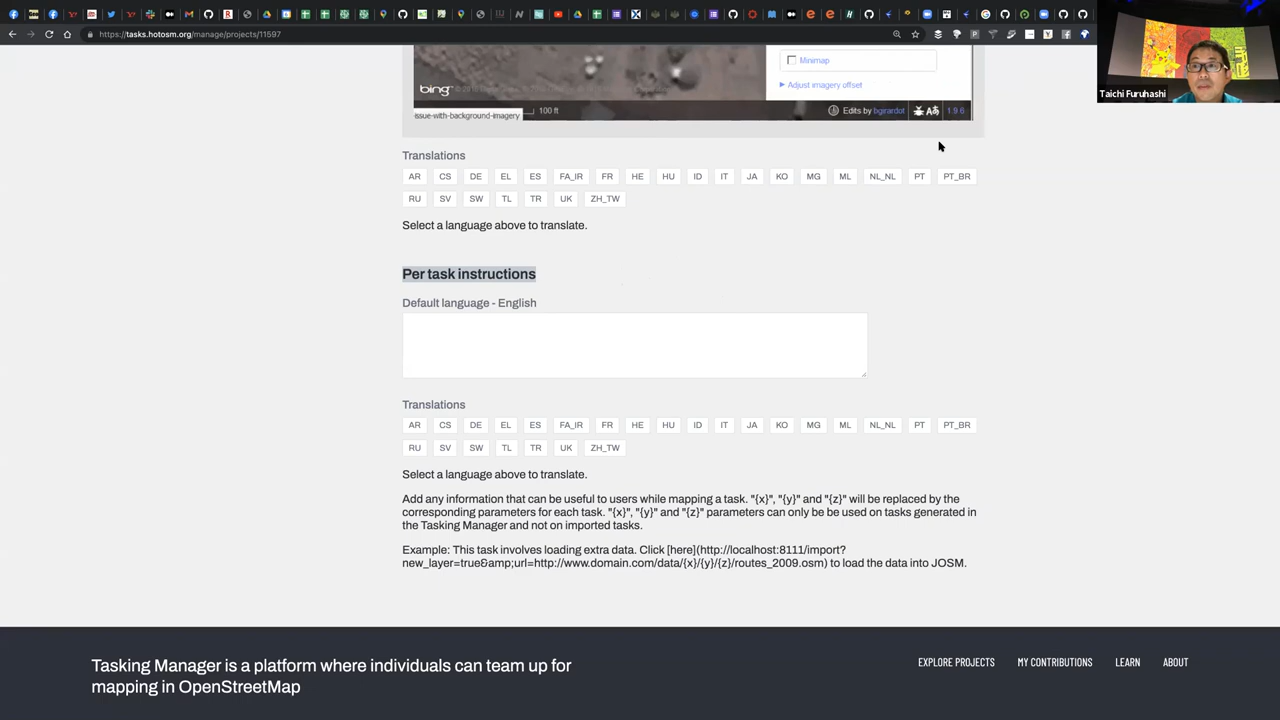 https://tasks.hotosm.org/manage/projects/11597
Taichi Furuhashi
Minimap
Adjust imagery offset
bing
100 ft
Edits by bgirardot
1 9 6
issue-with-background-imagery
Translations
AR CS DE EL ES FA_IR FR HE HU ID IT JA KO MG ML NL_NL PT PT_BR
RU SV SW TL TR UK ZH_TW
Select a language above to translate.
Per task instructions
Default language - English
Translations
AR CS DE EL ES FA_IR FR HE HU ID IT JA KO MG ML NL_NL PT PT_BR
RU SV SW TL TR UK ZH_TW
Select a language above to translate.
Add any information that can be useful to users while mapping a task. "{x}", "{y}" and "{z}" will be replaced by the
corresponding parameters for each task. "{x}", "{y}" and "{z}" parameters can only be be used on tasks generated in
the Tasking Manager and not on imported tasks.
Example: This task involves loading extra data. Click [here](http://localhost:8111/import?
new_layer=true&amp;url=http://www.domain.com/data/{x}/{y}/{z}/routes_2009.osm) to load the data into JOSM.
Tasking Manager is a platform where individuals can team up for
mapping in OpenStreetMap
EXPLORE PROJECTS MY CONTRIBUTIONS LEARN ABOUT